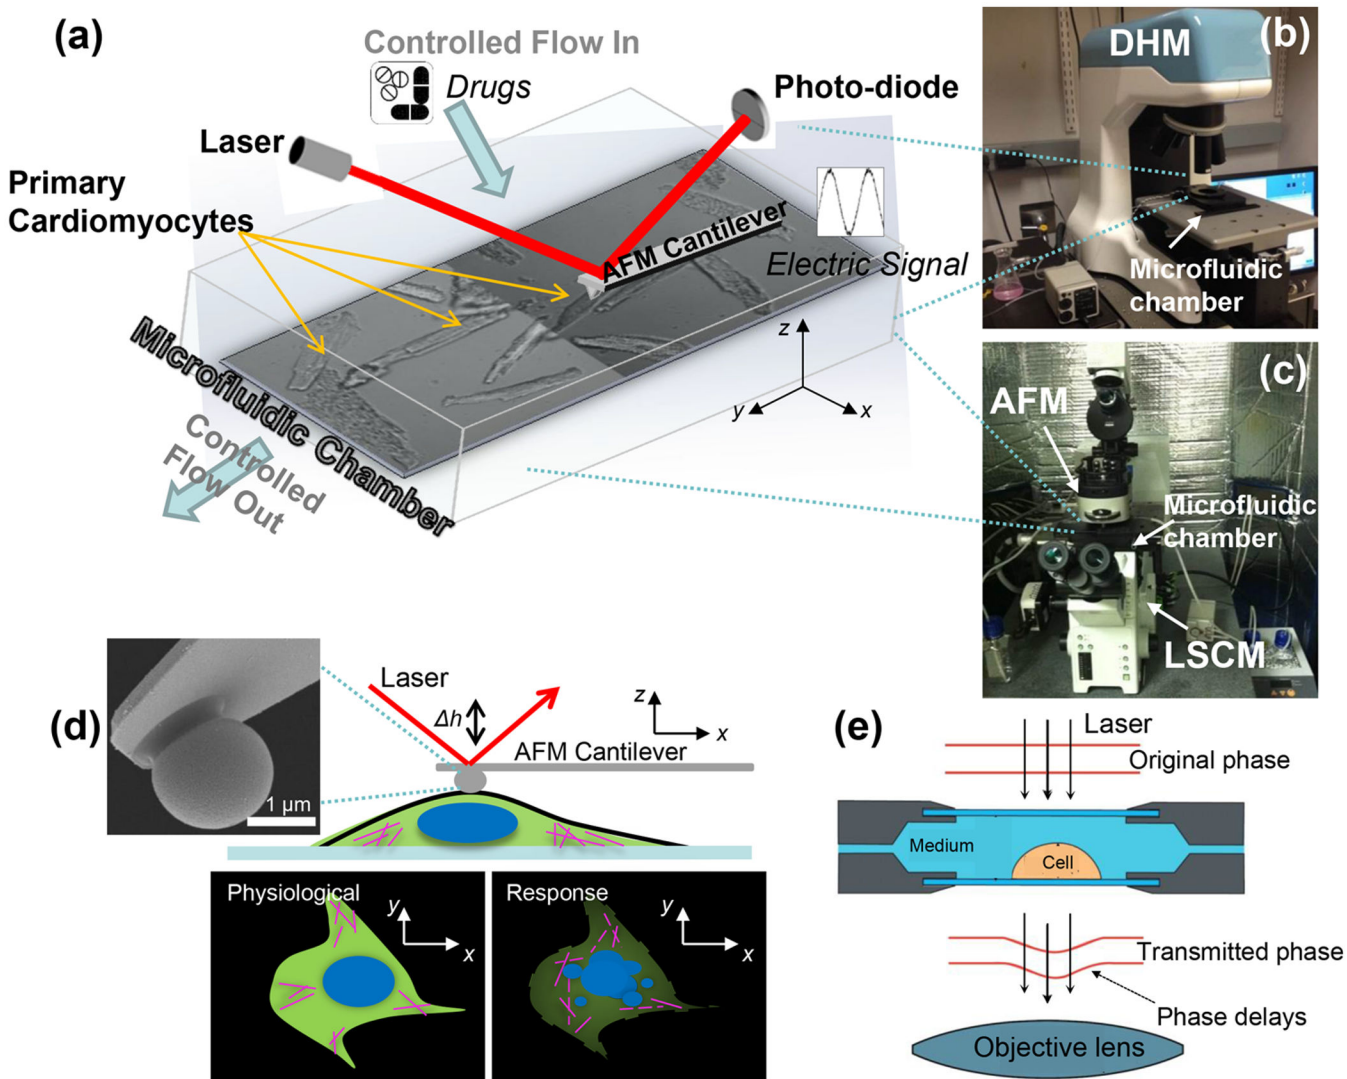 (a)
Controlled Flow In
Drugs
Photo-diode
Laser
Primary
Cardiomyocytes
AFM Cantilever
Electric Signal
z
y
x
Microfluidic Chamber
Controlled
Flow Out
(b)
DHM
Microfluidic
chamber
(c)
AFM
Microfluidic
chamber
LSCM
(d)
1 µm
Laser
Δh
z
x
AFM Cantilever
Physiological
y
x
Response
y
x
(e)
Laser
Original phase
Medium
Cell
Transmitted phase
Phase delays
Objective lens